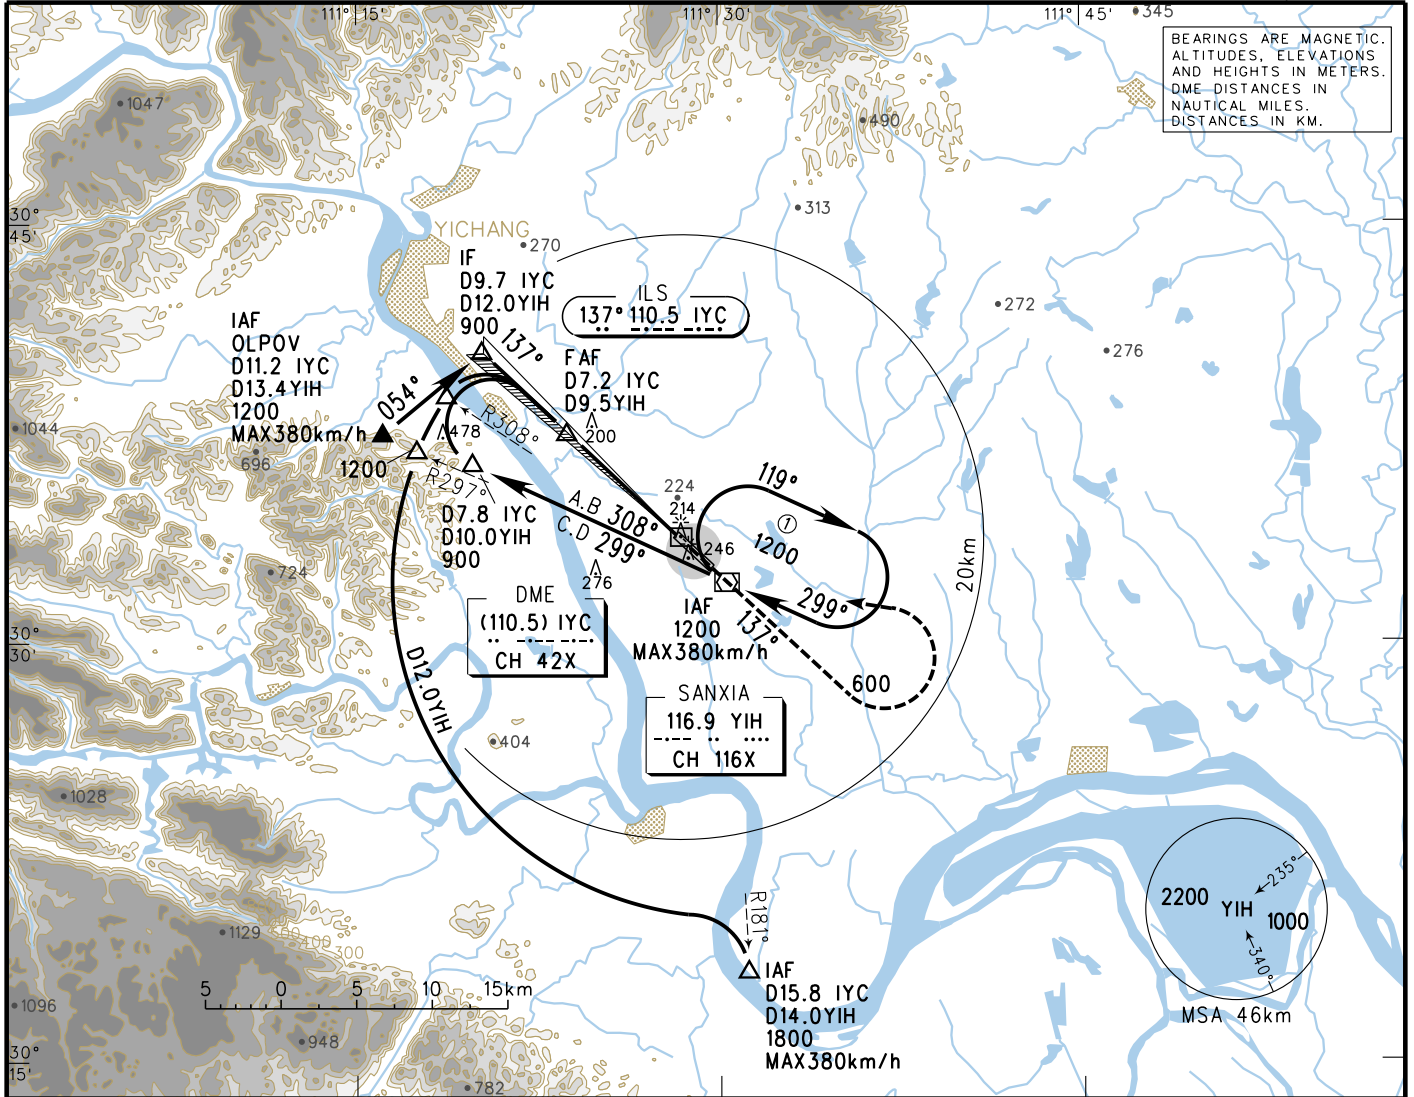 111° 15'
111° 30'
111° 45'
345
BEARINGS ARE MAGNETIC.
ALTITUDES, ELEVATIONS
AND HEIGHTS IN METERS.
DME DISTANCES IN
NAUTICAL MILES.
DISTANCES IN KM.
1047
490
313
30°
45'
YICHANG
270
IF
D9.7 IYC
D12.0YIH
900
137°
ILS
137° 110.5 IYC
272
276
IAF
OLPOV
D11.2 IYC
D13.4YIH
1200
MAX380km/h
054°
FAF
D7.2 IYC
D9.5YIH
200
1044
696
478
R308°
1200
R297°
D7.8 IYC
D10.0YIH
900
A.B 308°
C.D 299°
224
214
246
119°
①
1200
299°
20km
724
276
DME
(110.5) IYC
CH 42X
IAF
1200
MAX380km/h
137°
600
30°
30'
D12.0YIH
SANXIA
116.9 YIH
CH 116X
404
1028
R181°
IAF
D15.8 IYC
D14.0YIH
1800
MAX380km/h
2200
YIH
1000
235°
340°
MSA 46km
1129
400
300
5 0 5 10 15km
1096
948
782
30°
15'